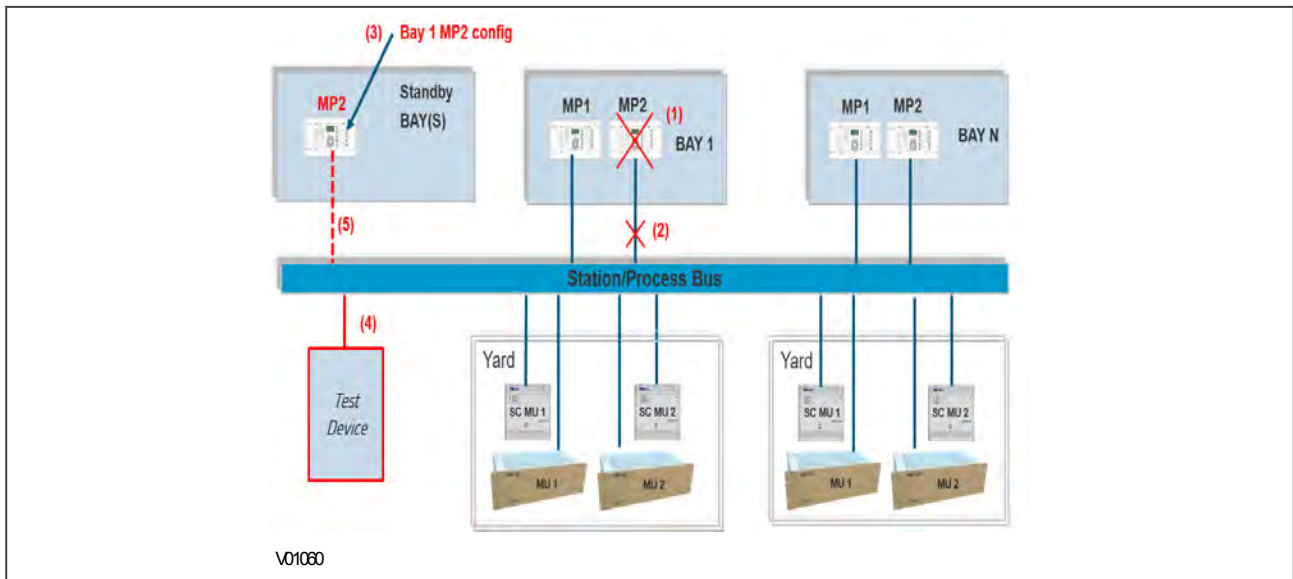 (3) Bay 1 MP2 config
MP2
Standby
BAY(S)
MP1
MP2
(1)
BAY 1
MP1
MP2
BAY N
(5)
(2)
Station/Process Bus
(4)
Test
Device
Yard
SC MU 1
SC MU 2
MU 1
MU 2
Yard
SC MU 1
SC MU 2
MU 1
MU 2
V01060